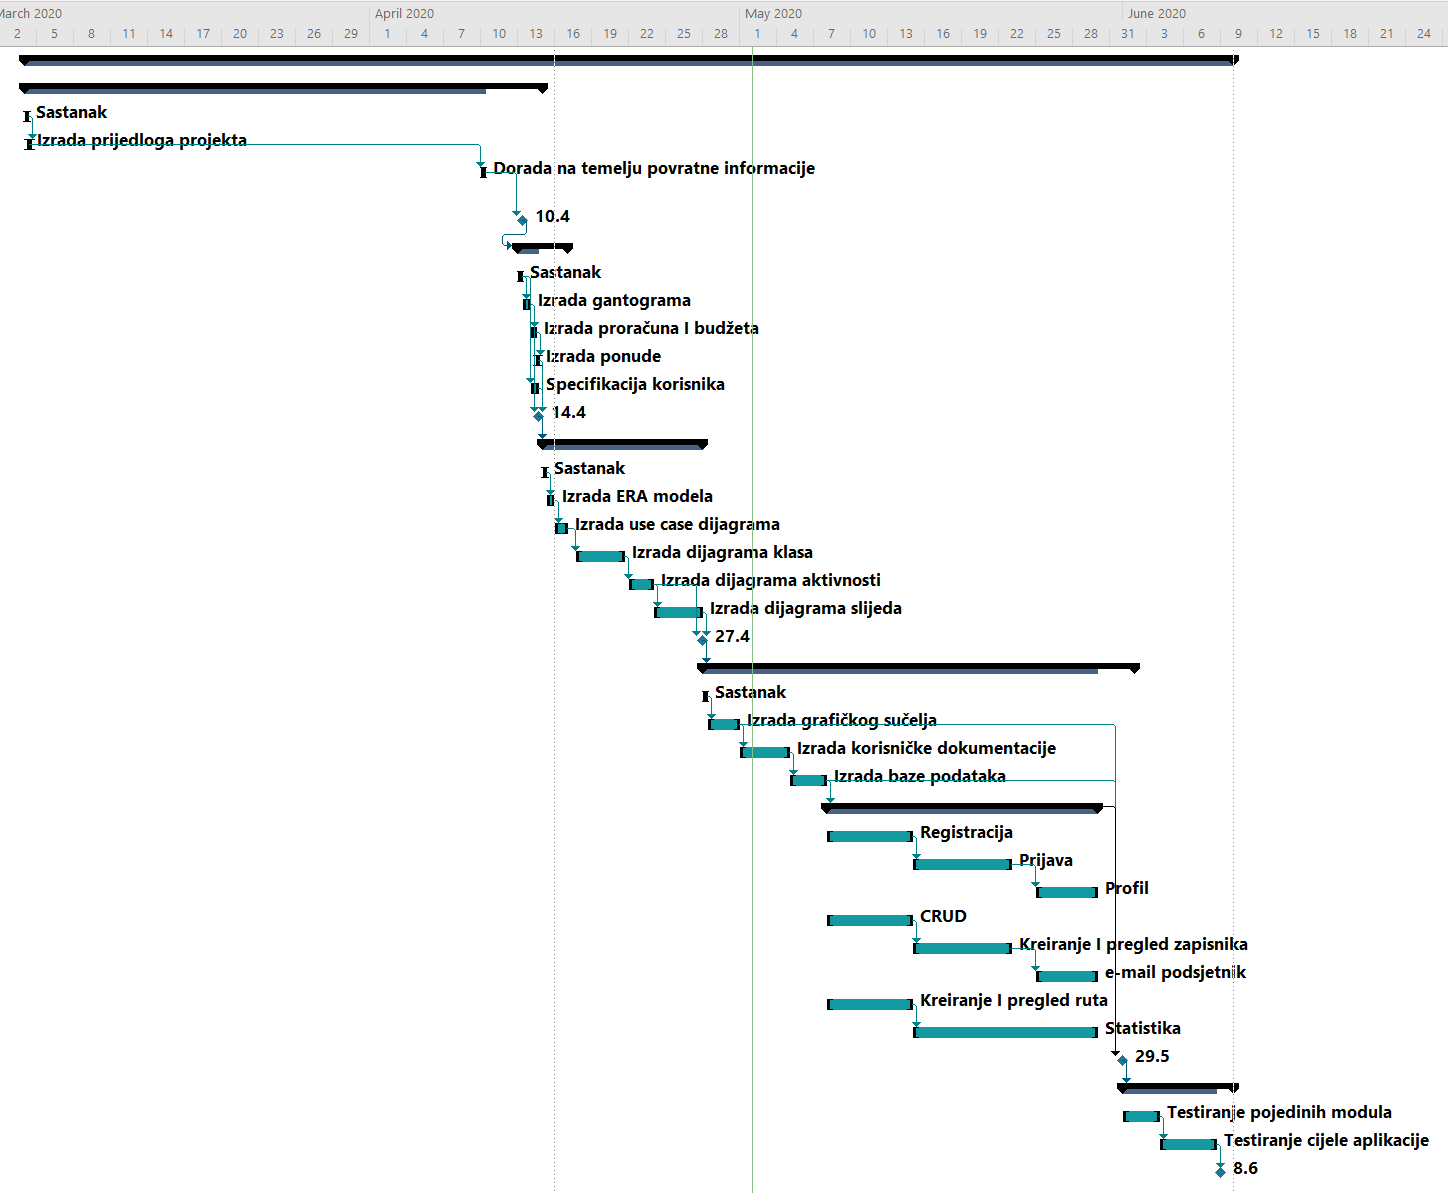 March 2020 April 2020 May 2020 June 2020
2 5 8 11 14 17 20 23 26 29 1 4 7 10 13 16 19 22 25 28 1 4 7 10 13 16 19 22 25 28 31 3 6 9 12 15 18 21 24
Sastanak
Izrada prijedloga projekta
Dorada na temelju povratne informacije
10.4
Sastanak
Izrada gantograma
Izrada proračuna I budžeta
Izrada ponude
Specifikacija korisnika
14.4
Sastanak
Izrada ERA modela
Izrada use case dijagrama
Izrada dijagrama klasa
Izrada dijagrama aktivnosti
Izrada dijagrama slijeda
27.4
Sastanak
Izrada grafičkog sučelja
Izrada korisničke dokumentacije
Izrada baze podataka
Registracija
Prijava
Profil
CRUD
Kreiranje I pregled zapisnika
e-mail podsjetnik
Kreiranje I pregled ruta
Statistika
29.5
Testiranje pojedinih modula
Testiranje cijele aplikacije
8.6